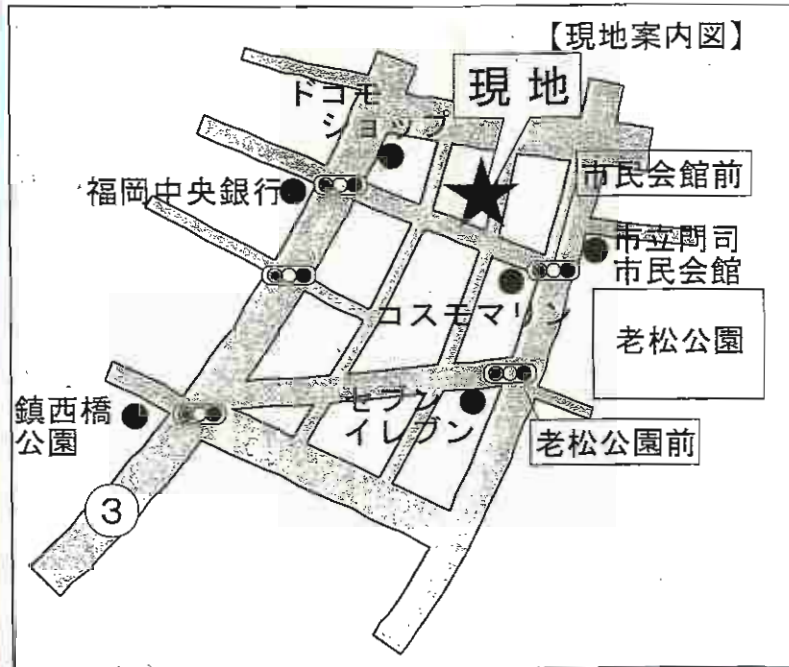 【現地案内図】
現地
ドコモ
ショップ
市民会館前
福岡中央銀行
市立門司
市民会館
コスモマリン
老松公園
セブン
イレブン
鎮西橋
公園
老松公園前
③